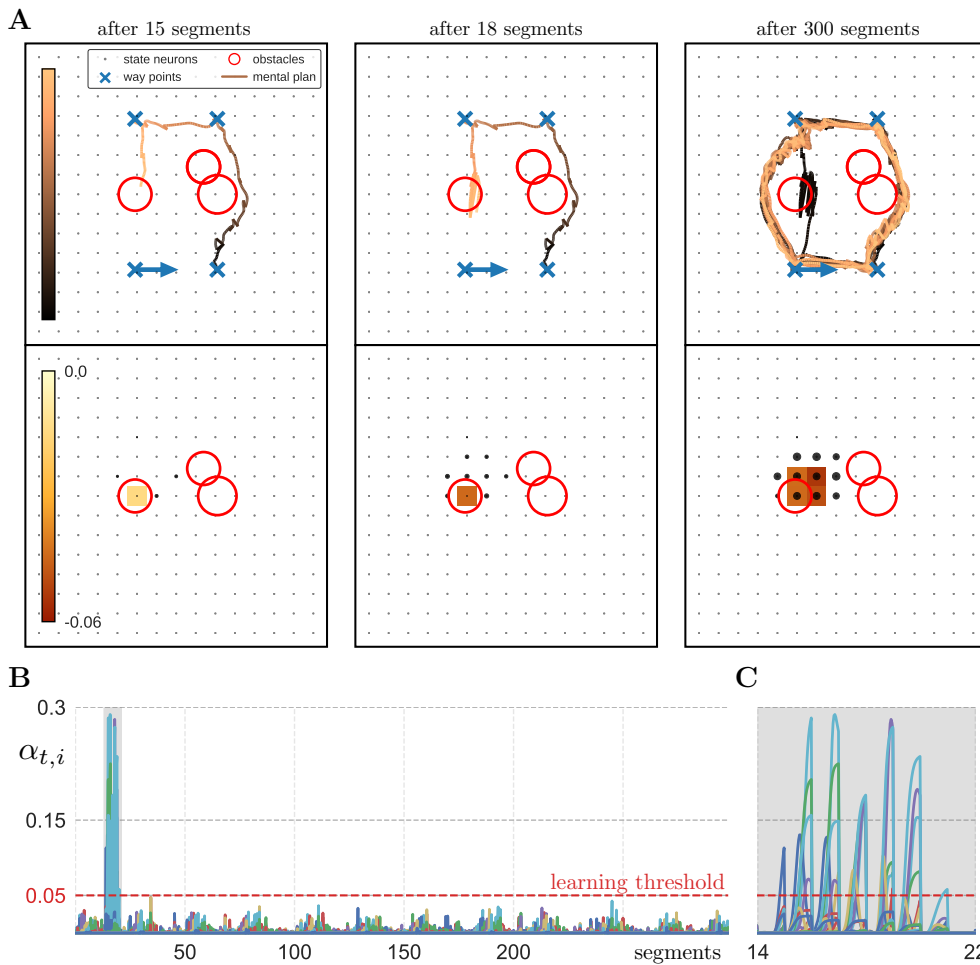 A
after 15 segments
after 18 segments
after 300 segments
state neurons
obstacles
way points
mental plan
0.0
-0.06
B
C
0.3
αt,i
0.15
learning threshold
0.05
50
100
150
200
segments
14
22